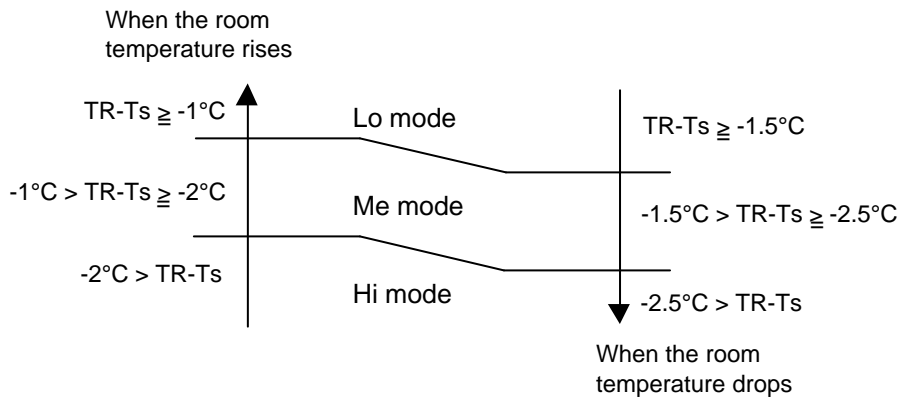 When the room
temperature rises
TR-Ts ≧ -1°C
Lo mode
TR-Ts ≧ -1.5°C
-1°C > TR-Ts ≧ -2°C
Me mode
-1.5°C > TR-Ts ≧ -2.5°C
-2°C > TR-Ts
Hi mode
-2.5°C > TR-Ts
When the room
temperature drops